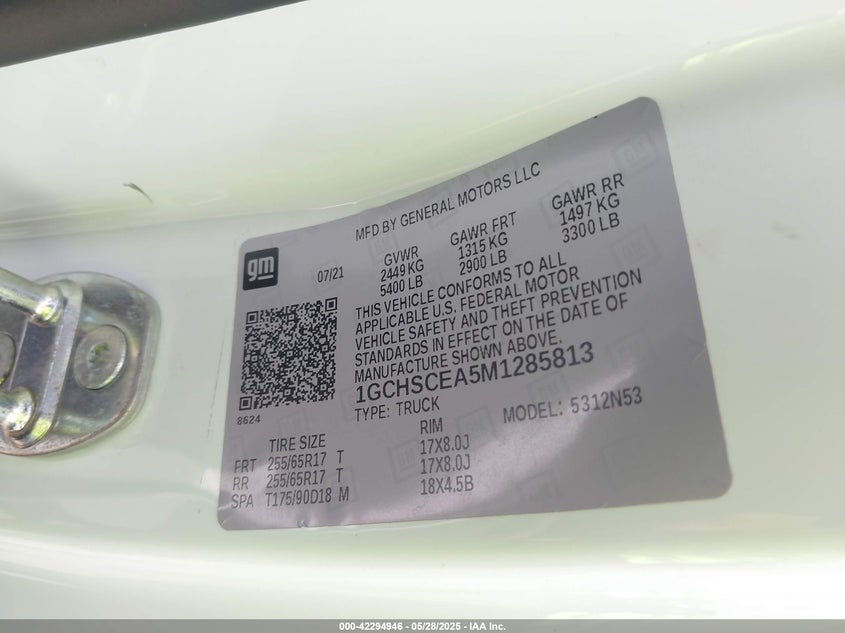 MFD BY GENERAL MOTORS LLC
gm
07/21
GVWR GAWR FRT GAWR RR
2449 KG 1315 KG 1497 KG
5400 LB 2900 LB 3300 LB
THIS VEHICLE CONFORMS TO ALL
APPLICABLE U.S. FEDERAL MOTOR
VEHICLE SAFETY AND THEFT PREVENTION
STANDARDS IN EFFECT ON THE DATE OF
MANUFACTURE SHOWN ABOVE.
1GCHSCEA5M1285813
8624
TYPE: TRUCK MODEL: 5312N53
TIRE SIZE RIM
FRT 255/65R17 T 17X8.0J
RR 255/65R17 T 17X8.0J
SPA T175/90D18 M 18X4.5B
000-42294946 - 05/28/2025 - IAA Inc.